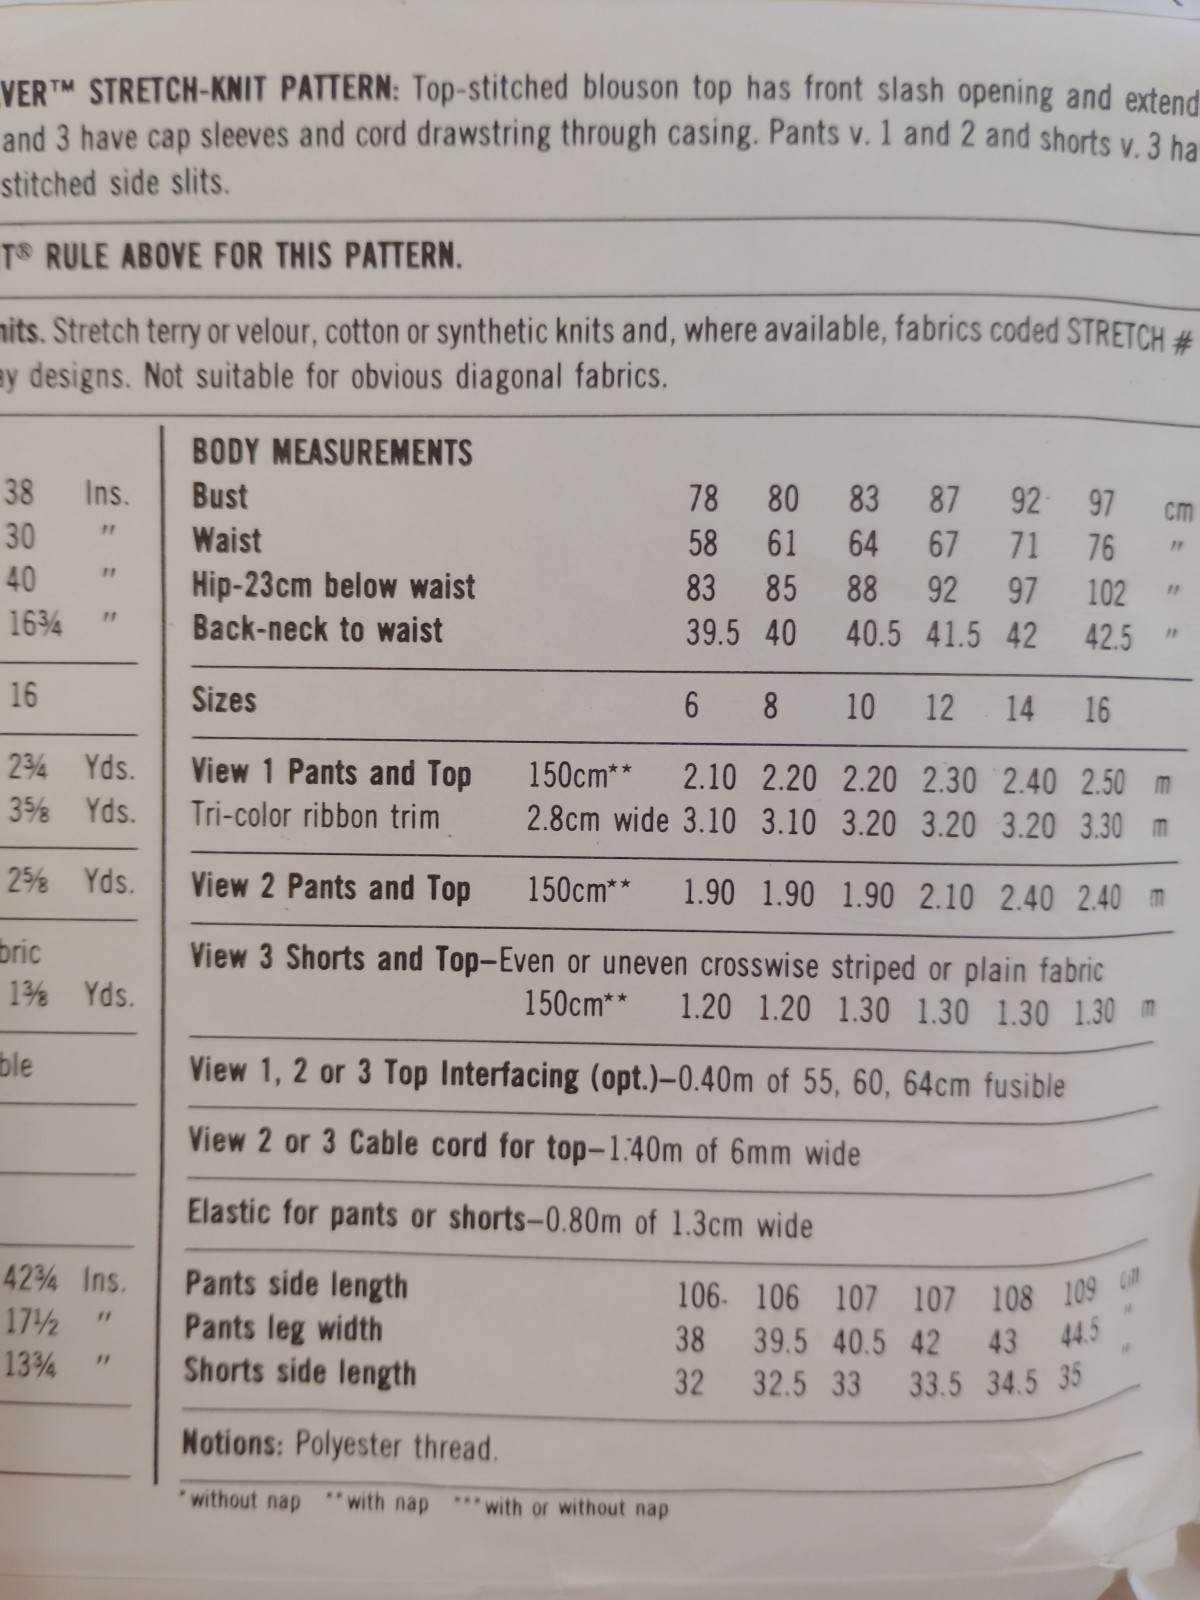 VER™ STRETCH-KNIT PATTERN: Top-stitched blouson top has front slash opening and extend
and 3 have cap sleeves and cord drawstring through casing. Pants v. 1 and 2 and shorts v. 3 ha
stitched side slits.
T® RULE ABOVE FOR THIS PATTERN.
nits. Stretch terry or velour, cotton or synthetic knits and, where available, fabrics coded STRETCH #
ay designs. Not suitable for obvious diagonal fabrics.
BODY MEASUREMENTS
38 Ins. Bust 78 80 83 87 92 97 cm
30 " Waist 58 61 64 67 71 76 "
40 " Hip-23cm below waist 83 85 88 92 97 102 "
16¾ " Back-neck to waist 39.5 40 40.5 41.5 42 42.5 "
16 Sizes 6 8 10 12 14 16
2¾ Yds. View 1 Pants and Top 150cm** 2.10 2.20 2.20 2.30 2.40 2.50 m
3⅝ Yds. Tri-color ribbon trim 2.8cm wide 3.10 3.10 3.20 3.20 3.20 3.30 m
2⅝ Yds. View 2 Pants and Top 150cm** 1.90 1.90 1.90 2.10 2.40 2.40 m
bric View 3 Shorts and Top–Even or uneven crosswise striped or plain fabric
1⅜ Yds. 150cm** 1.20 1.20 1.30 1.30 1.30 1.30 m
ble View 1, 2 or 3 Top Interfacing (opt.)–0.40m of 55, 60, 64cm fusible
View 2 or 3 Cable cord for top–1.40m of 6mm wide
Elastic for pants or shorts–0.80m of 1.3cm wide
42¾ Ins. Pants side length 106 106 107 107 108 109 cm
17½ " Pants leg width 38 39.5 40.5 42 43 44.5 "
13¾ " Shorts side length 32 32.5 33 33.5 34.5 35 "
Notions: Polyester thread.
*without nap **with nap ***with or without nap